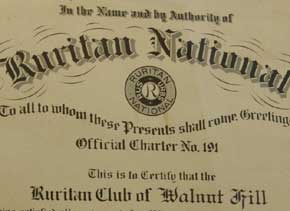 In the Name and by Authority of
Ruritan National
RURITAN
NATIONAL
R
To all to whom these Presents shall come, Greeting
Official Charter No. 191
This is to Certify that the
Ruritan Club of Walnut Hill